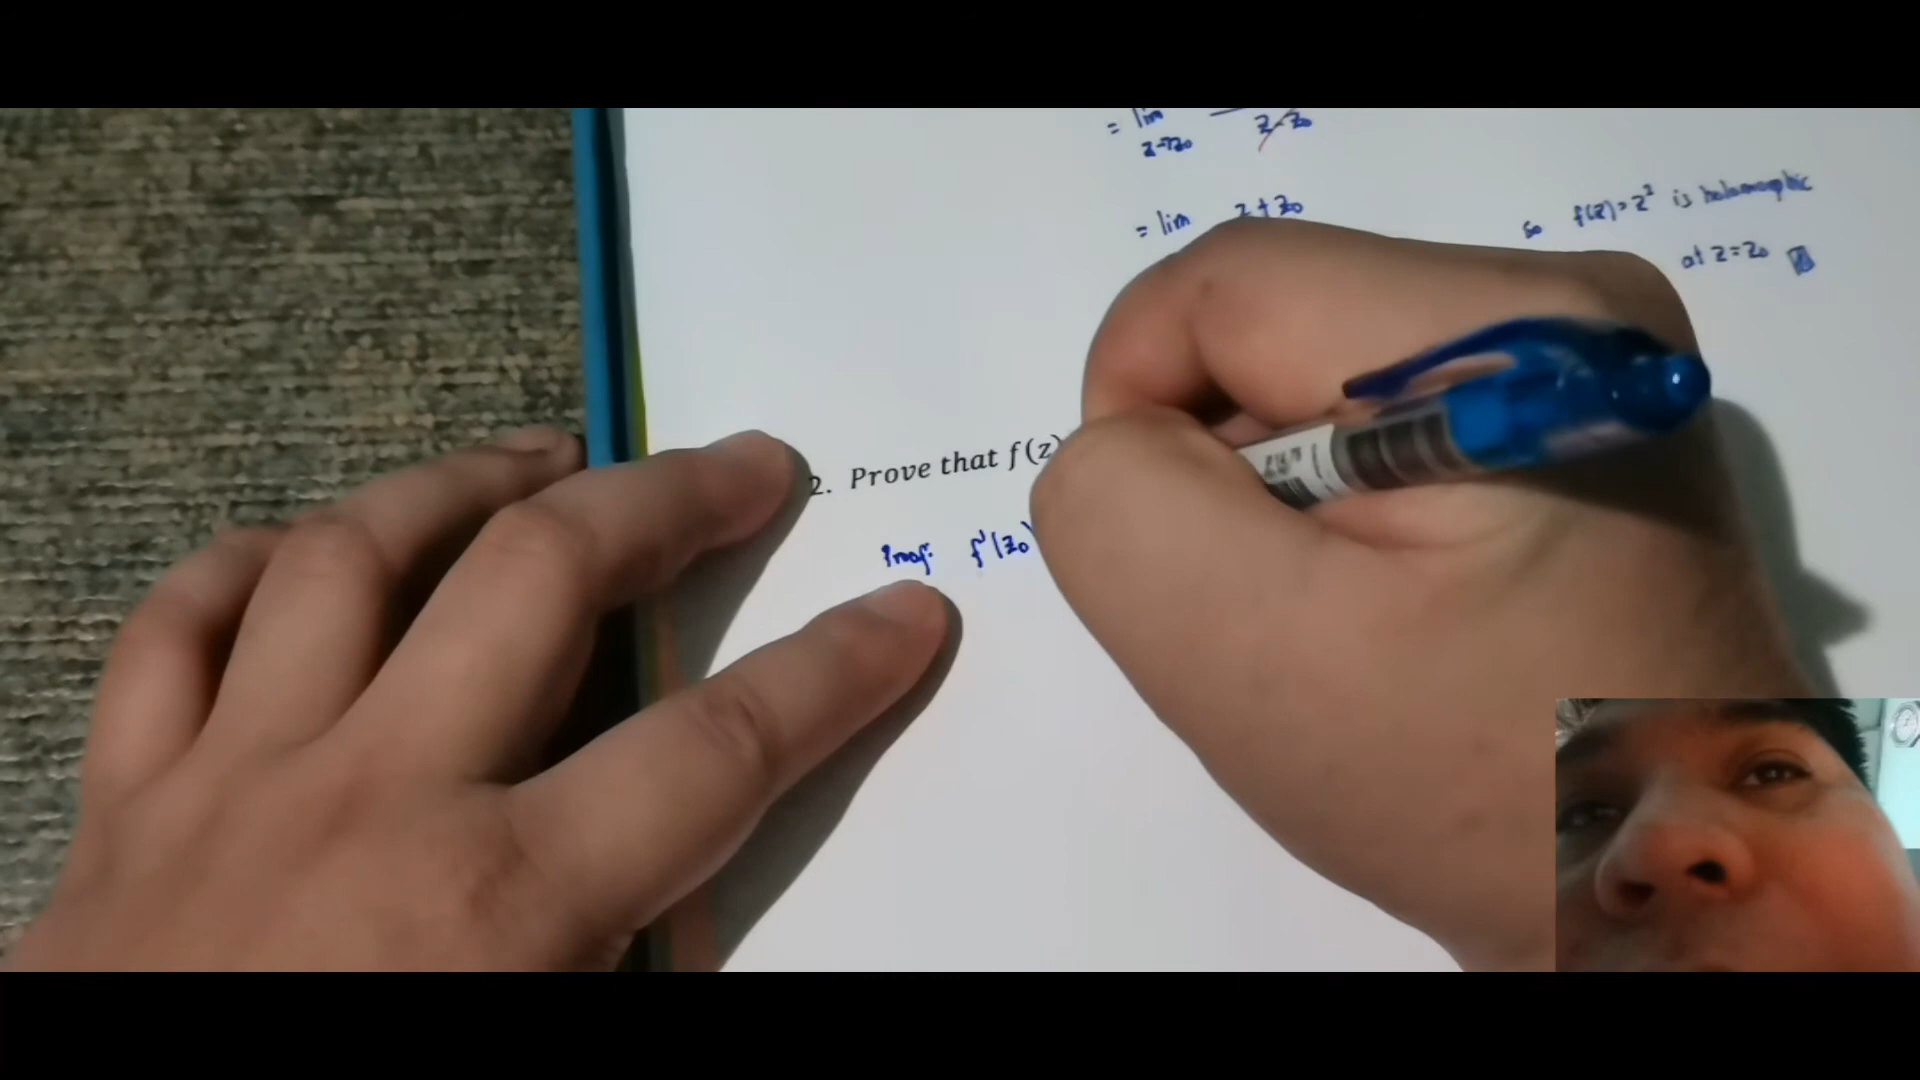 = lim
z→z₀ z-z₀
= lim z+z₀
so f(z)=z² is holomorphic
at z=z₀
2. Prove that f(z)
Proof: f'(z₀)